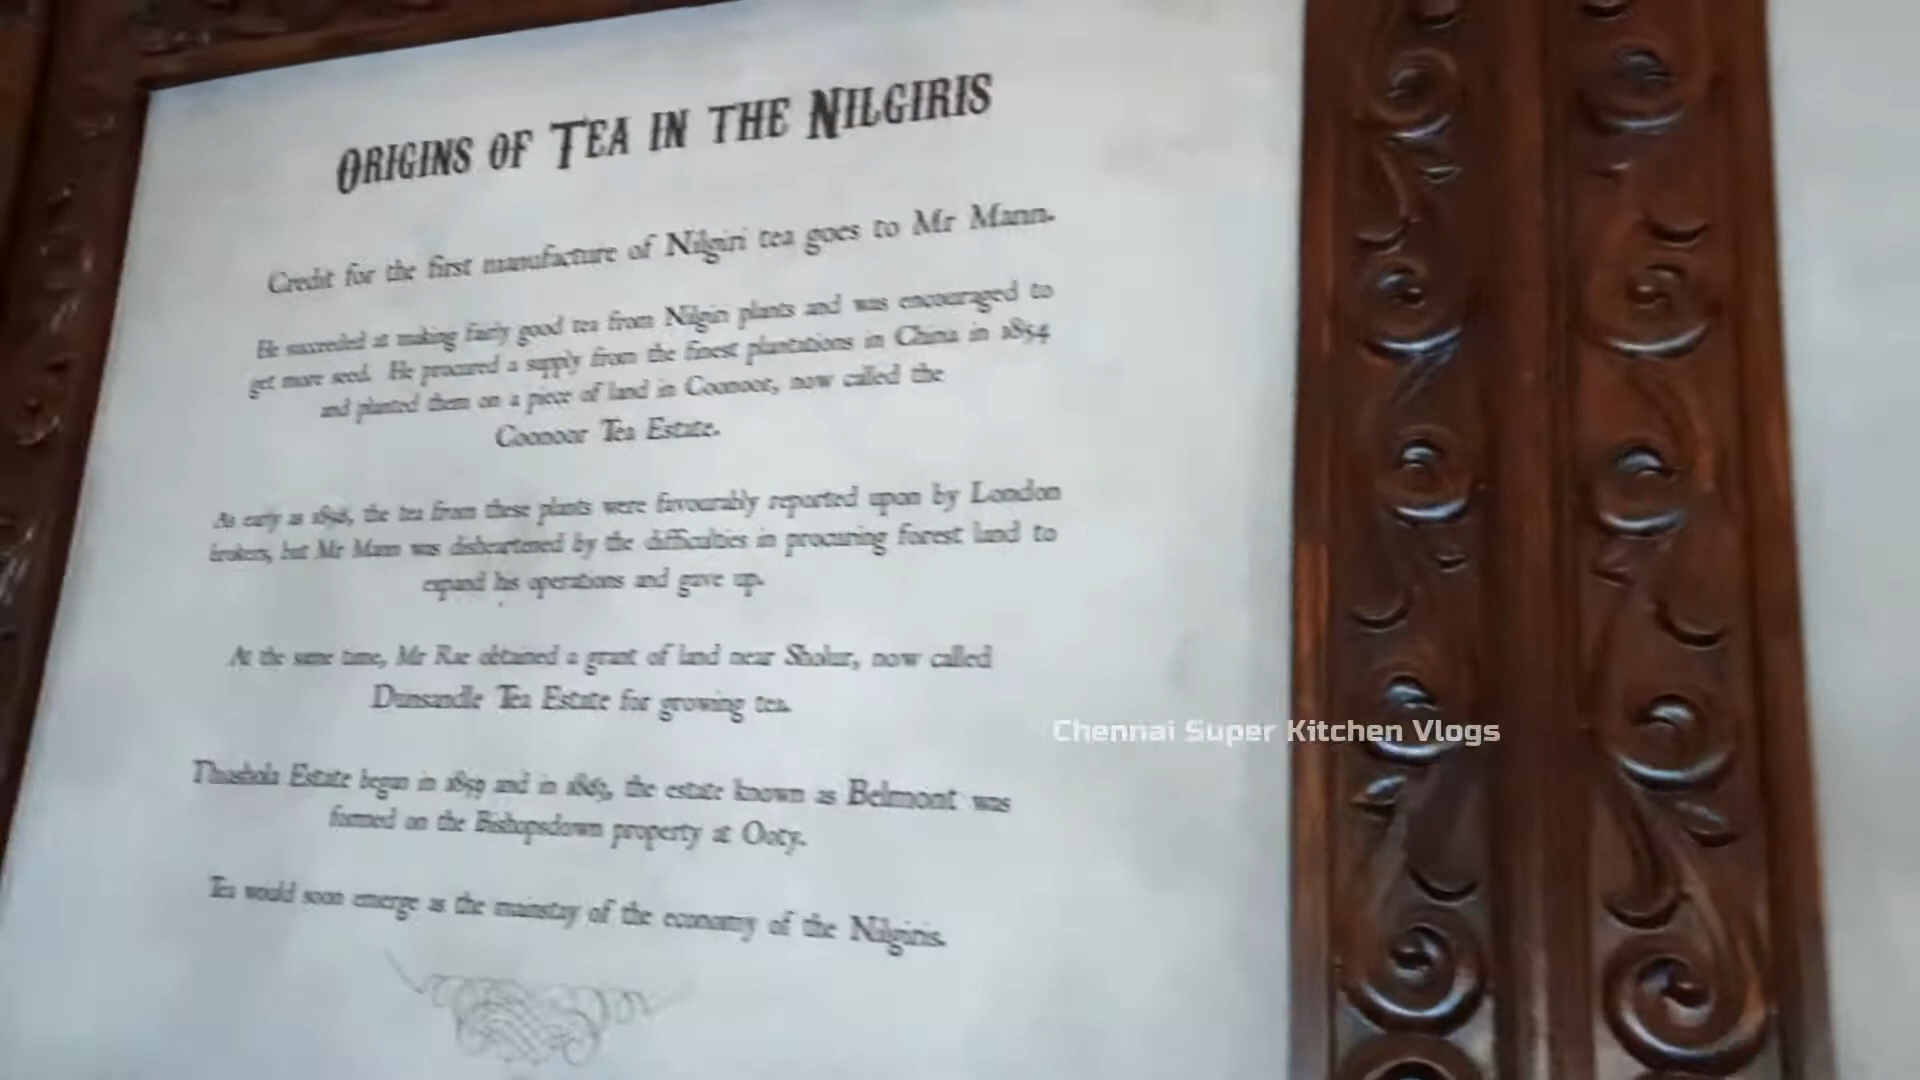 ORIGINS OF TEA IN THE NILGIRIS
Credit for the first manufacture of Nilgiri tea goes to Mr Mann.
He succeeded at making fairly good tea from Nilgiri plants and was encouraged to
get more seed. He procured a supply from the finest plantations in China in 1854
and planted them on a piece of land in Coonoor, now called the
Coonoor Tea Estate.
As early as the tea from these plants were favourably reported upon by London
brokers, but Mr Mann was disheartened by the difficulties in procuring forest land to
expand his operations and gave up.
At the same time, Mr Rae obtained a grant of land near Sholur, now called
Dunsandle Tea Estate for growing tea.
Thiashola Estate began in 1859 and in the estate known as Belmont was
formed on the Bishopsdown property at Ooty.
Tea would soon emerge as the mainstay of the economy of the Nilgiris.
Chennai Super Kitchen Vlogs